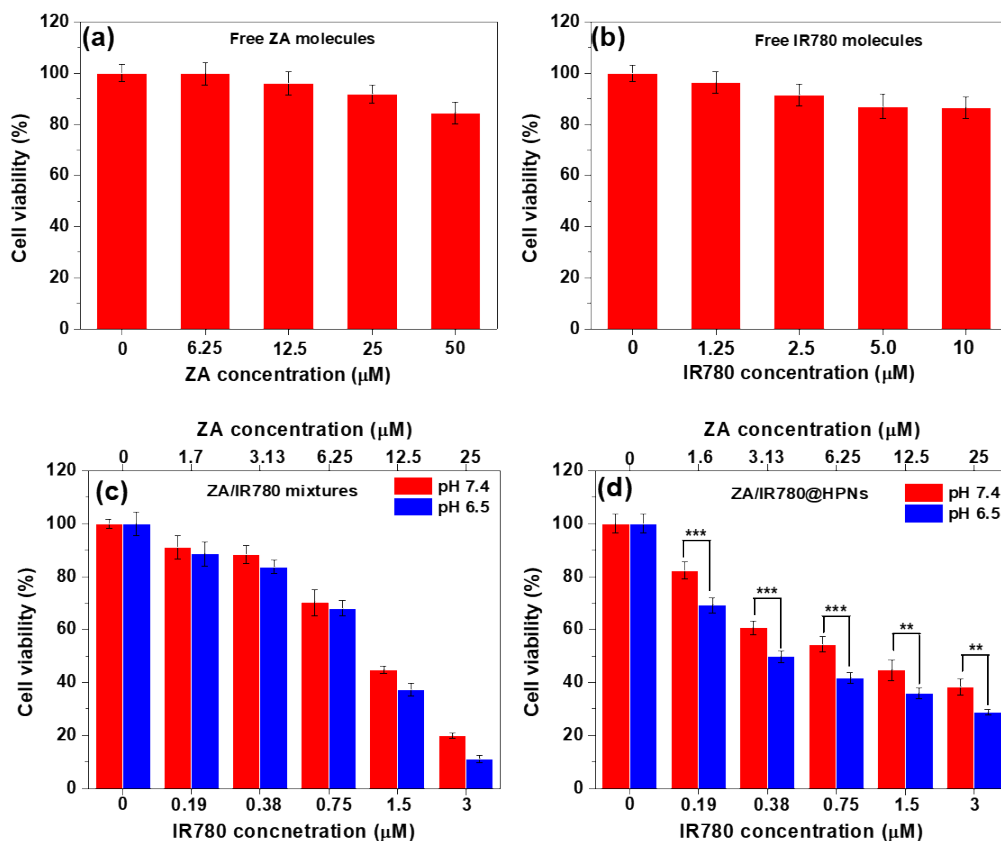 (a)
Free ZA molecules
Cell viability (%)
120
100
80
60
40
20
0
0 6.25 12.5 25 50
ZA concentration (μM)
(b)
Free IR780 molecules
Cell viability (%)
120
100
80
60
40
20
0
0 1.25 2.5 5.0 10
IR780 concentration (μM)
ZA concentration (μM)
0 1.7 3.13 6.25 12.5 25
(c)
ZA/IR780 mixtures
pH 7.4
pH 6.5
Cell viability (%)
120
100
80
60
40
20
0
0 0.19 0.38 0.75 1.5 3
IR780 concnetration (μM)
ZA concentration (μM)
0 1.6 3.13 6.25 12.5 25
(d)
ZA/IR780@HPNs
pH 7.4
pH 6.5
*** *** *** ** **
Cell viability (%)
120
100
80
60
40
20
0
0 0.19 0.38 0.75 1.5 3
IR780 concentration (μM)